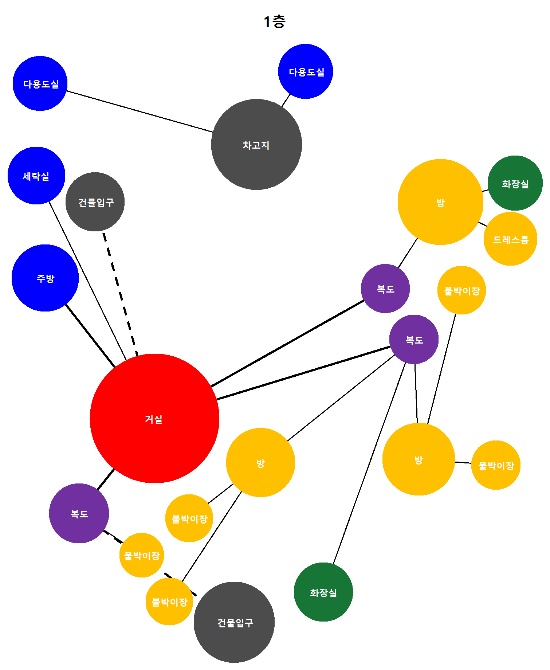 1층
다용도실
다용도실
차고지
세탁실
건물입구
화장실
방
드레스룸
주방
복도
붙박이장
복도
거실
방
방
붙박이장
복도
붙박이장
붙박이장
붙박이장
화장실
건물입구